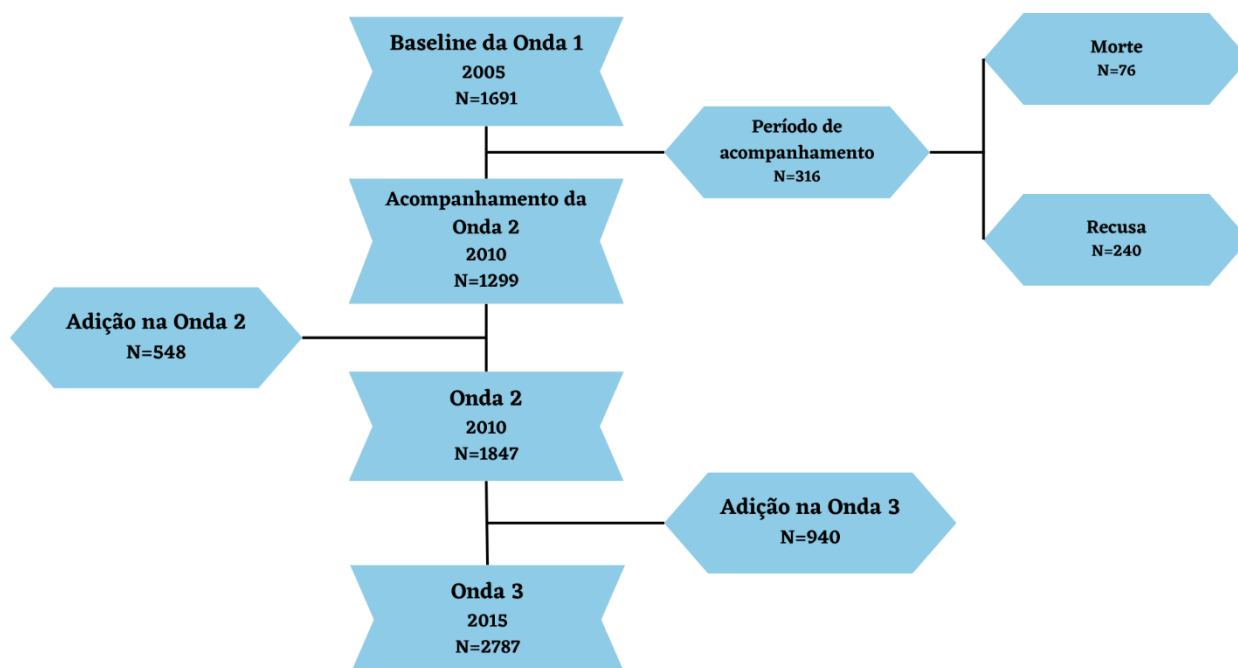 Baseline da Onda 1
2005
N=1691
Morte
N=76
Período de
acompanhamento
N=316
Recusa
N=240
Acompanhamento da
Onda 2
2010
N=1299
Adição na Onda 2
N=548
Onda 2
2010
N=1847
Adição na Onda 3
N=940
Onda 3
2015
N=2787